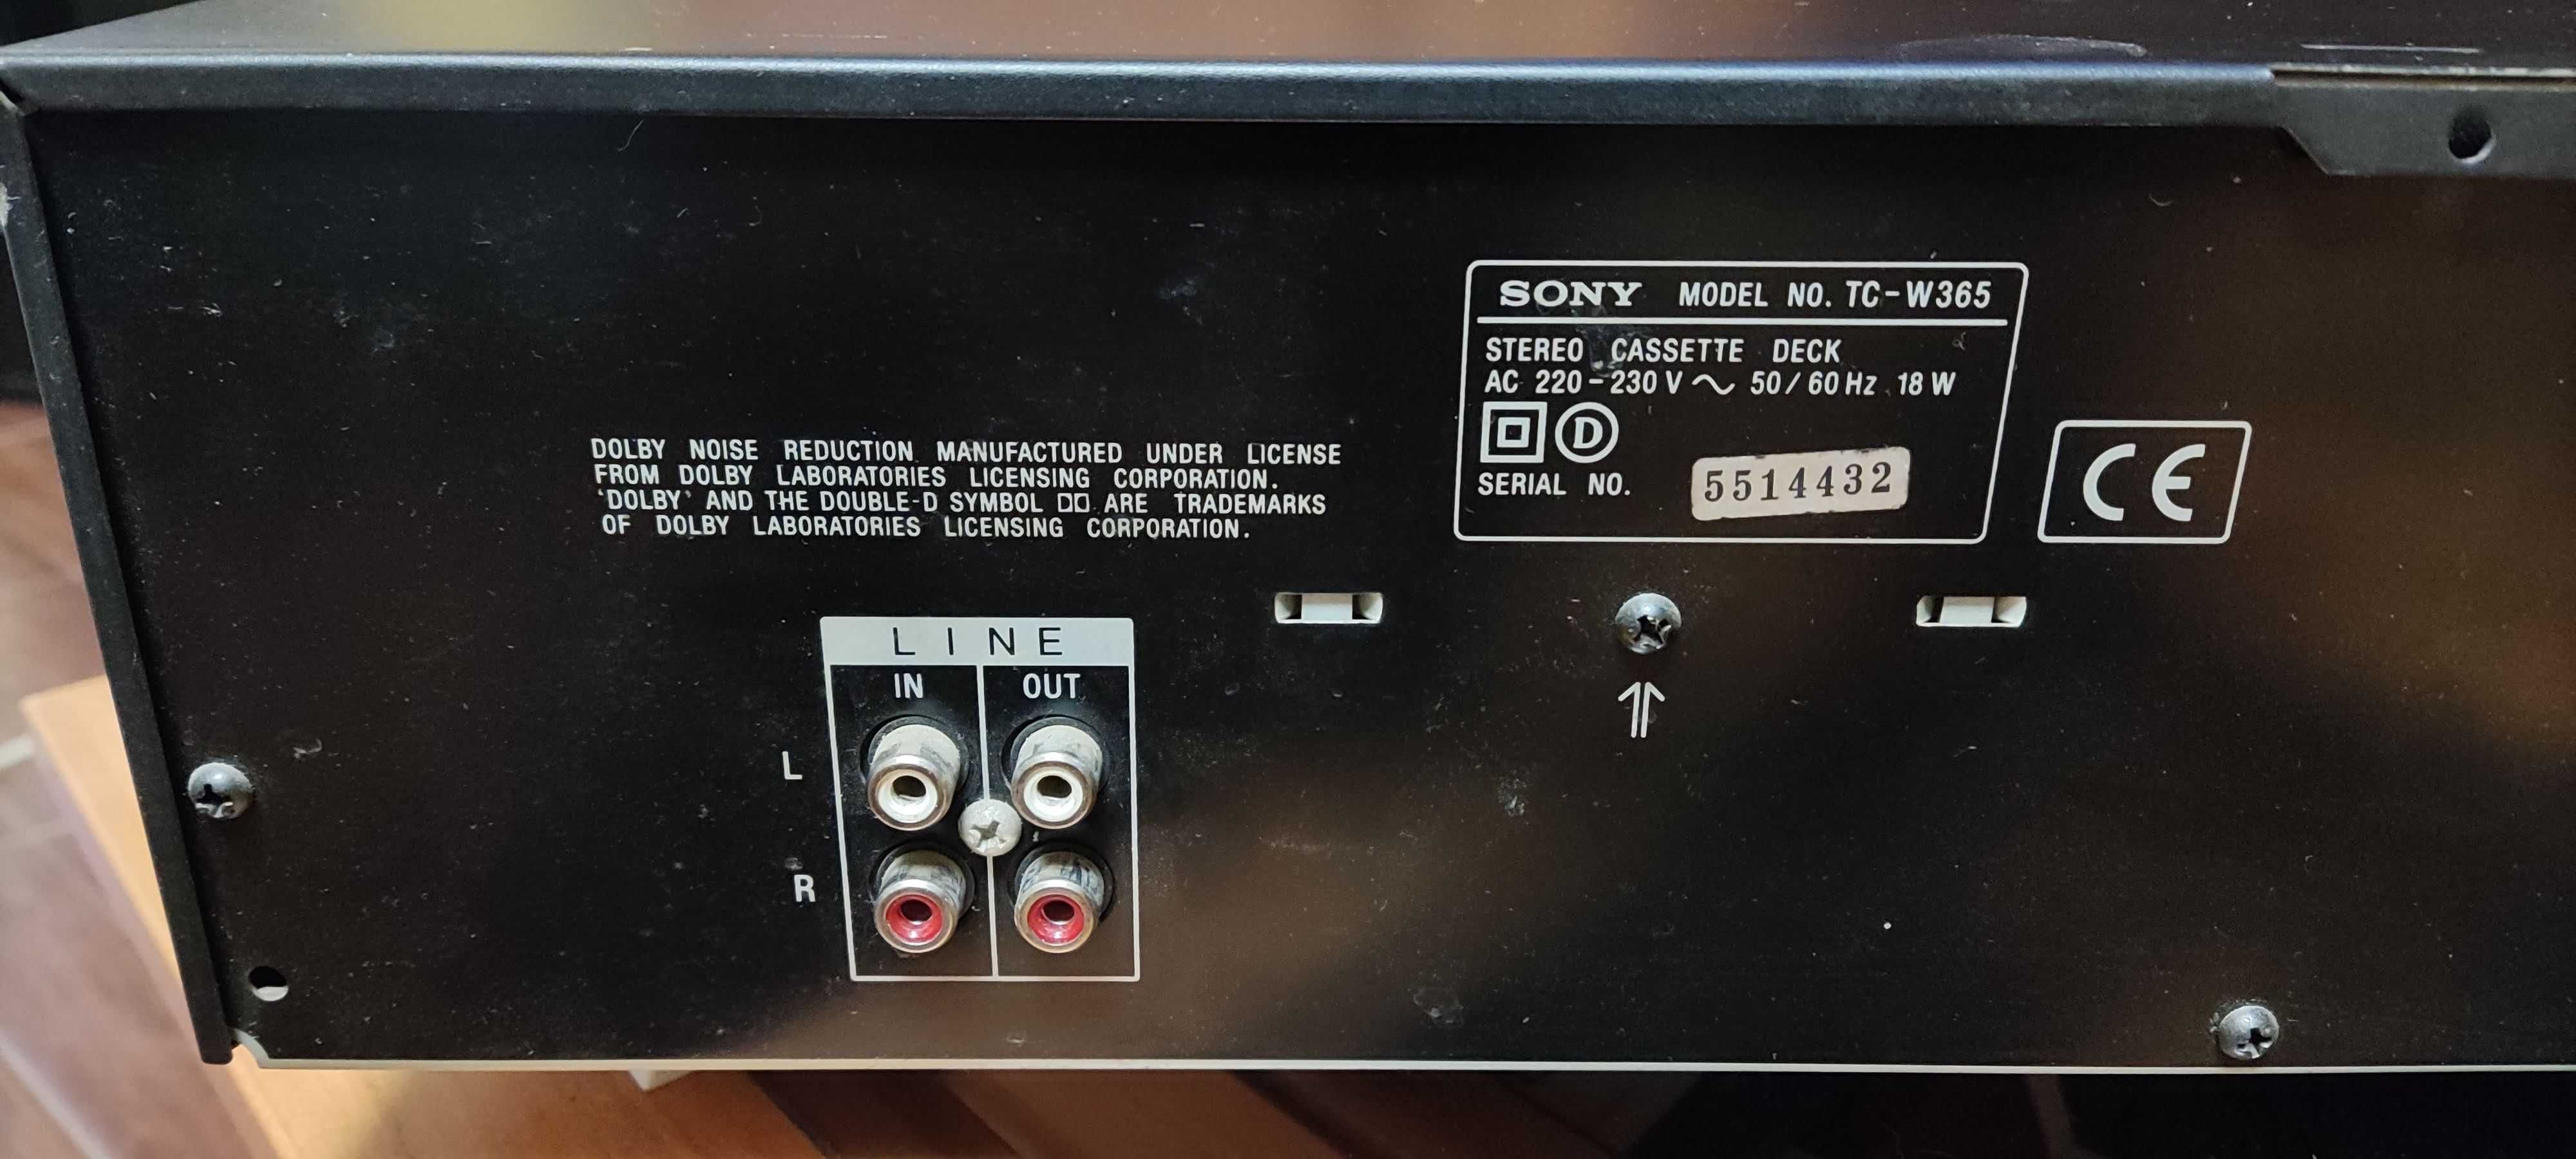 SONY MODEL NO. TC-W365
STEREO CASSETTE DECK
AC 220-230 V ~ 50/60 Hz 18 W
D
SERIAL NO. 5514432
CE
DOLBY NOISE REDUCTION MANUFACTURED UNDER LICENSE
FROM DOLBY LABORATORIES LICENSING CORPORATION.
'DOLBY' AND THE DOUBLE-D SYMBOL ARE TRADEMARKS
OF DOLBY LABORATORIES LICENSING CORPORATION.
LINE
IN OUT
L
R